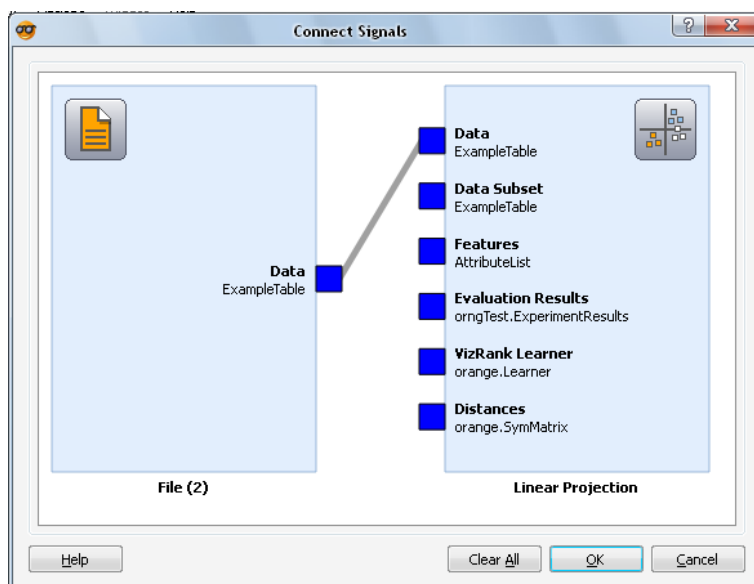 Connect Signals
?
X
Data
ExampleTable
Data
ExampleTable
Data Subset
ExampleTable
Features
AttributeList
Evaluation Results
orngTest.ExperimentResults
VizRank Learner
orange.Learner
Distances
orange.SymMatrix
File (2)
Linear Projection
Help
Clear All
OK
Cancel